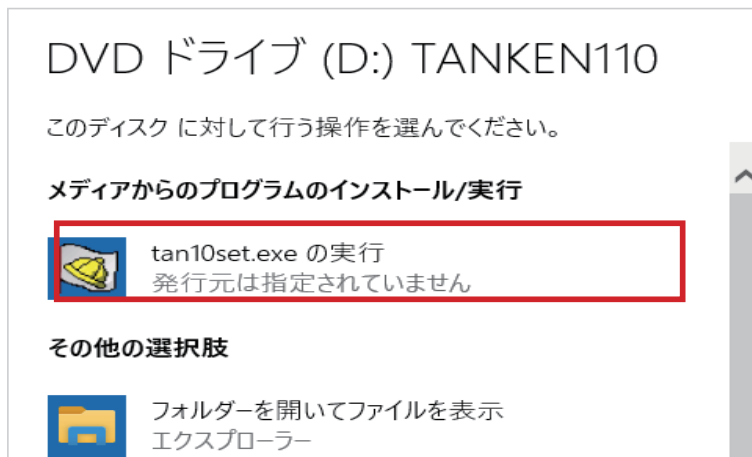 DVD ドライブ (D:) TANKEN110
このディスク に対して行う操作を選んでください。
メディアからのプログラムのインストール/実行
tan10set.exe の実行
発行元は指定されていません
その他の選択肢
フォルダーを開いてファイルを表示
エクスプローラー